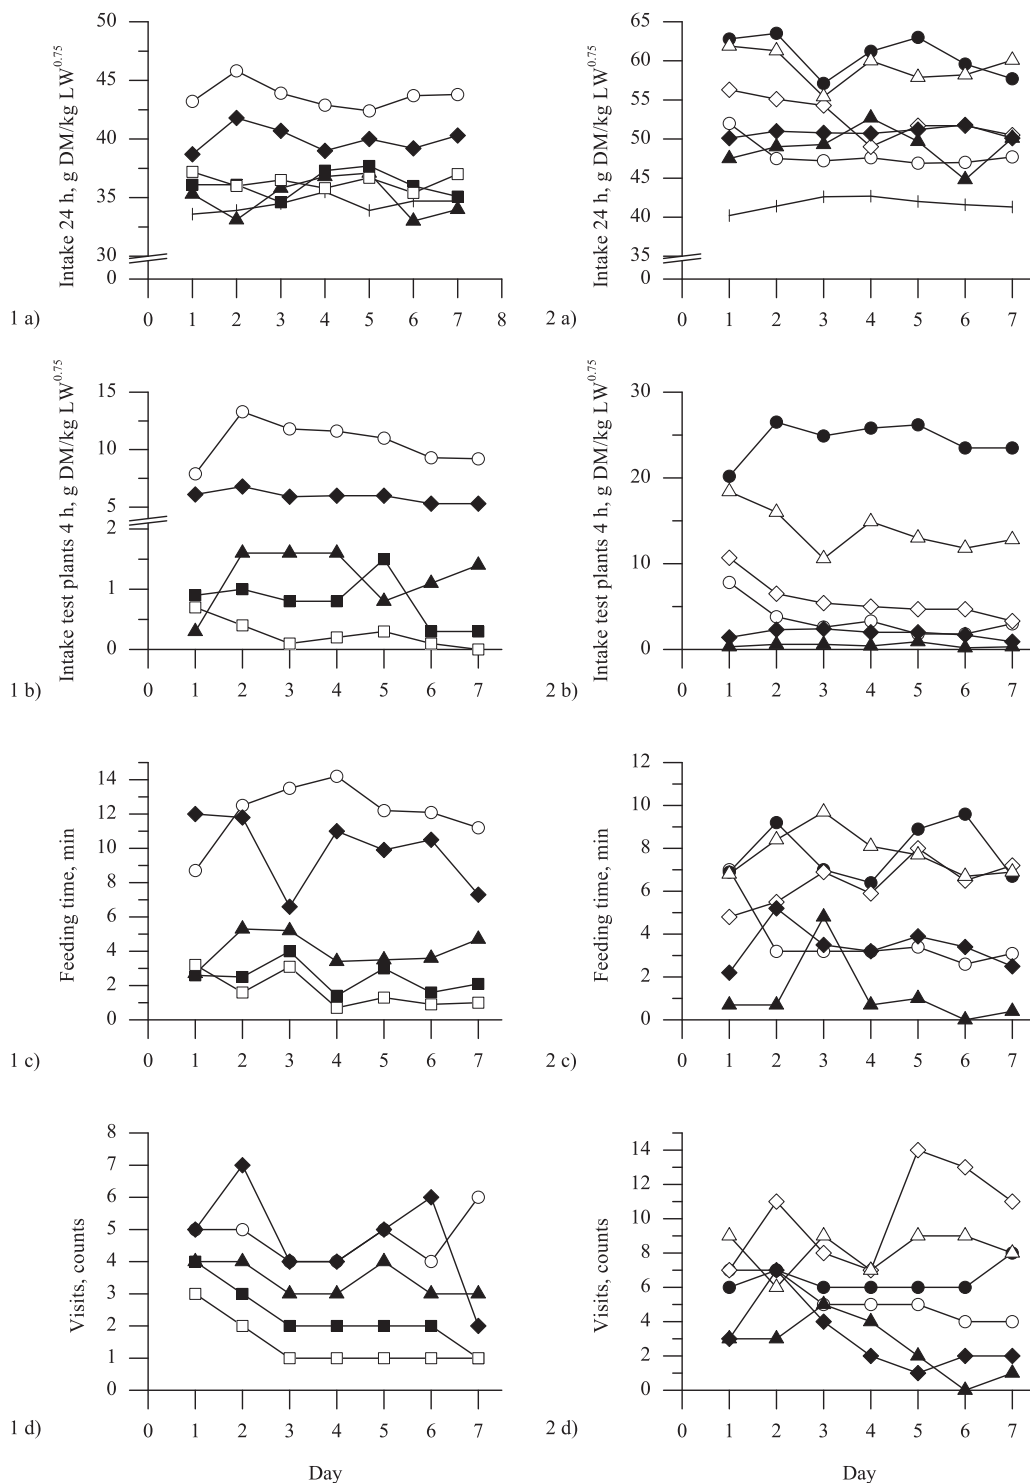 50
45
40
35
30
0
Intake 24 h, g DM/kg LW0.75
1 a)
0 1 2 3 4 5 6 7 8
65
60
55
50
45
40
35
0
Intake 24 h, g DM/kg LW0.75
2 a)
0 1 2 3 4 5 6 7
15
10
5
2
1
0
Intake test plants 4 h, g DM/kg LW0.75
1 b)
0 1 2 3 4 5 6 7
30
20
10
0
Intake test plants 4 h, g DM/kg LW0.75
2 b)
0 1 2 3 4 5 6 7
14
12
10
8
6
4
2
0
Feeding time, min
1 c)
0 1 2 3 4 5 6 7
12
10
8
6
4
2
0
Feeding time, min
2 c)
0 1 2 3 4 5 6 7
8
7
6
5
4
3
2
1
0
Visits, counts
1 d)
0 1 2 3 4 5 6 7
Day
14
12
10
8
6
4
2
0
Visits, counts
2 d)
0 1 2 3 4 5 6 7
Day